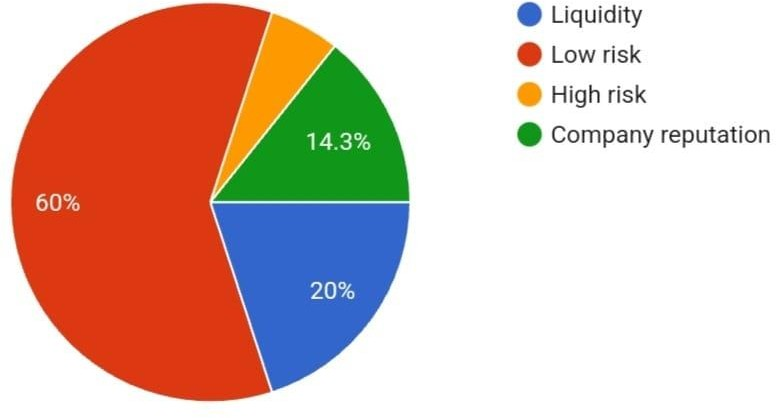 Liquidity
Low risk
High risk
Company reputation
14.3%
60%
20%